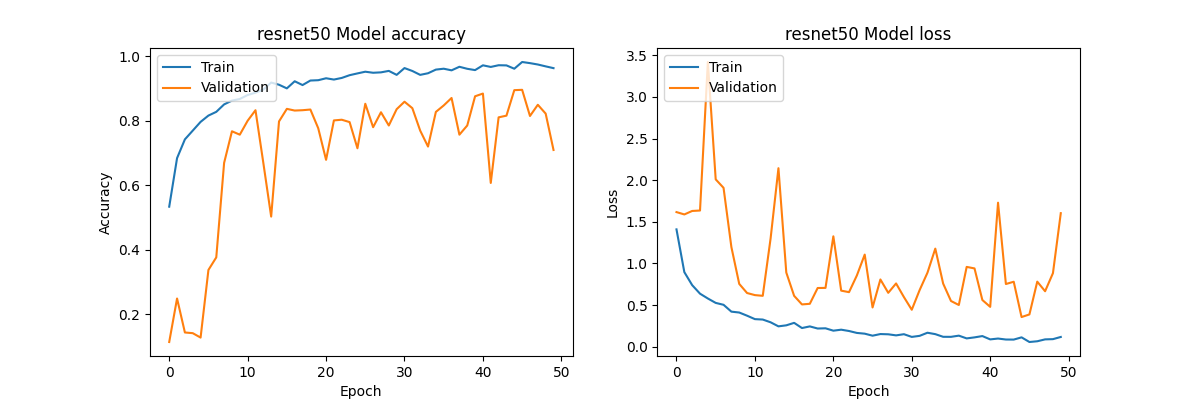 resnet50 Model accuracy
1.0
0.8
0.6
0.4
0.2
Accuracy
Train
Validation
0 10 20 30 40 50
Epoch
resnet50 Model loss
3.5
3.0
2.5
2.0
1.5
1.0
0.5
0.0
Loss
Train
Validation
0 10 20 30 40 50
Epoch